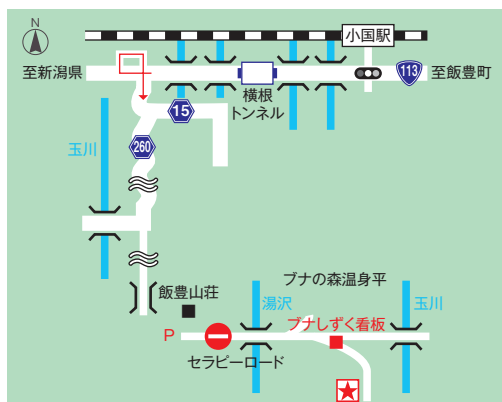 N
小国駅
至新潟県
113
至飯豊町
横根
トンネル
15
260
玉川
ブナの森温身平
飯豊山荘
湯沢
玉川
ブナしずく看板
P
セラピーロード